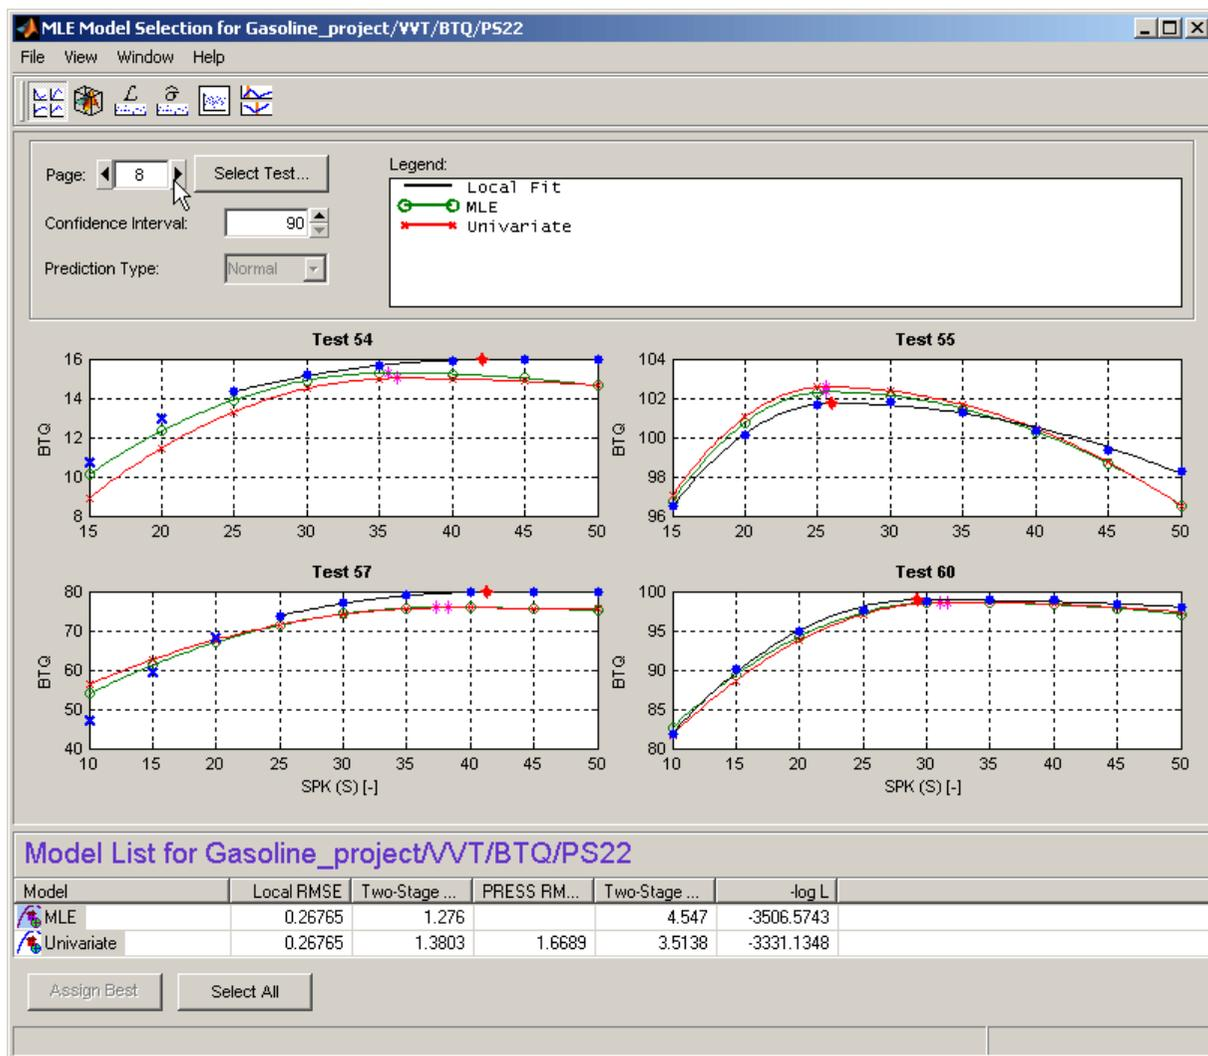 MLE Model Selection for Gasoline_project/VVT/BTQ/PS22
File View Window Help
Page: 8 Select Test...
Confidence Interval: 90
Prediction Type: Normal
Legend:
Local Fit
MLE
Univariate
Test 54
BTQ
16
14
12
10
8
15 20 25 30 35 40 45 50
Test 55
BTQ
104
102
100
98
96
15 20 25 30 35 40 45 50
Test 57
BTQ
80
70
60
50
40
10 15 20 25 30 35 40 45 50
SPK (S) [-]
Test 60
BTQ
100
95
90
85
80
10 15 20 25 30 35 40 45 50
SPK (S) [-]
Model List for Gasoline_project/VVT/BTQ/PS22
Model Local RMSE Two-Stage ... PRESS RM... Two-Stage ... -log L
MLE 0.26765 1.276 4.547 -3506.5743
Univariate 0.26765 1.3803 1.6689 3.5138 -3331.1348
Assign Best Select All